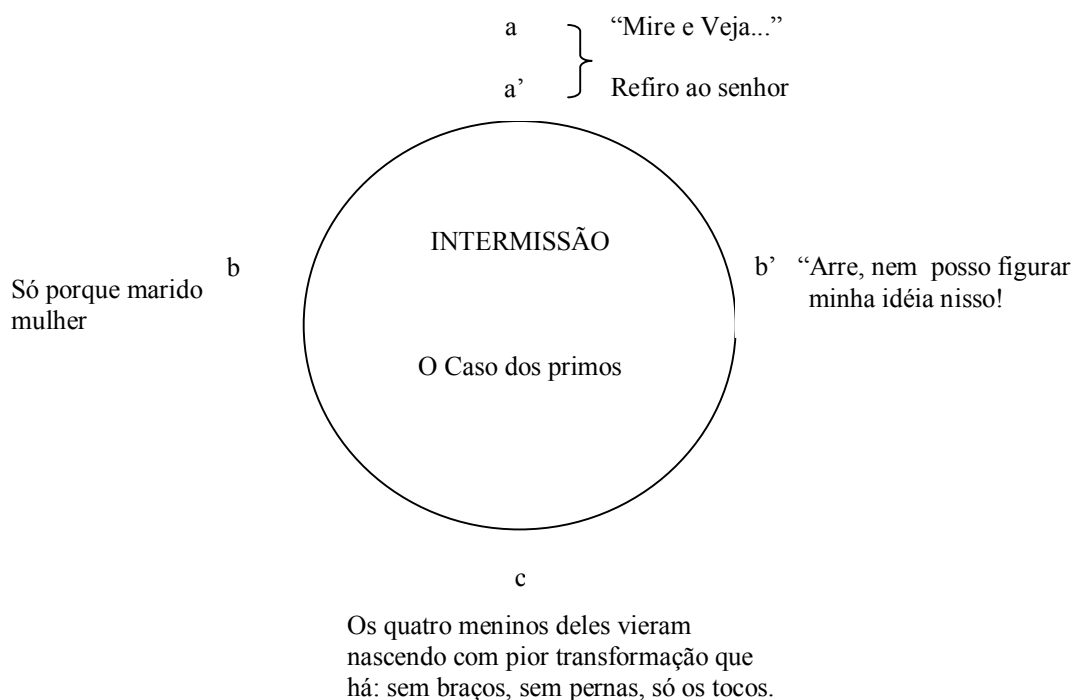 a “Mire e Veja...”
a’ Refiro ao senhor
INTERMISSÃO
b
Só porque marido
mulher
b’ “Arre, nem posso figurar
minha idéia nisso!
O Caso dos primos
c
Os quatro meninos deles vieram
nascendo com pior transformação que
há: sem braços, sem pernas, só os tocos.